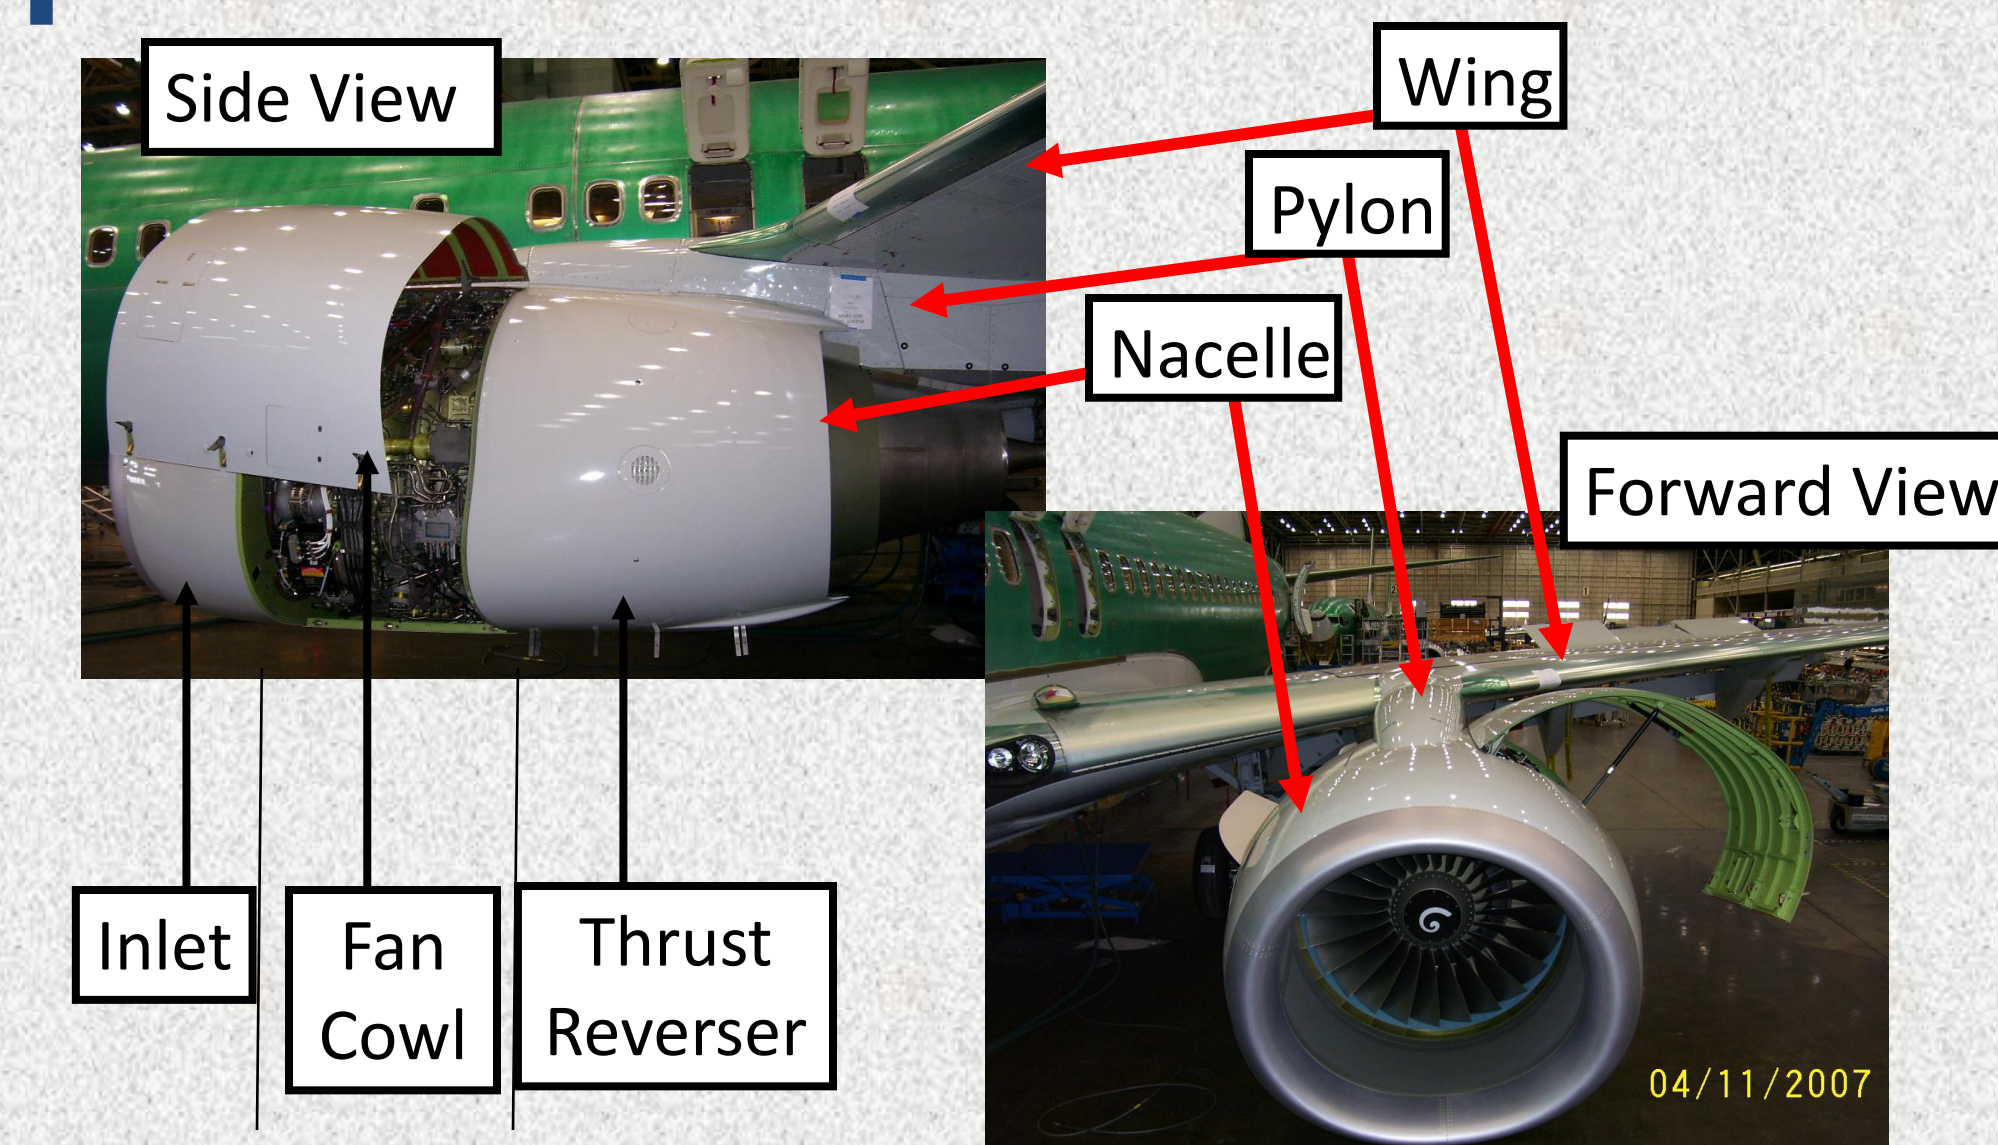 Side View
Wing
Pylon
Nacelle
Forward View
Inlet
Fan
Cowl
Thrust
Reverser
04/11/2007